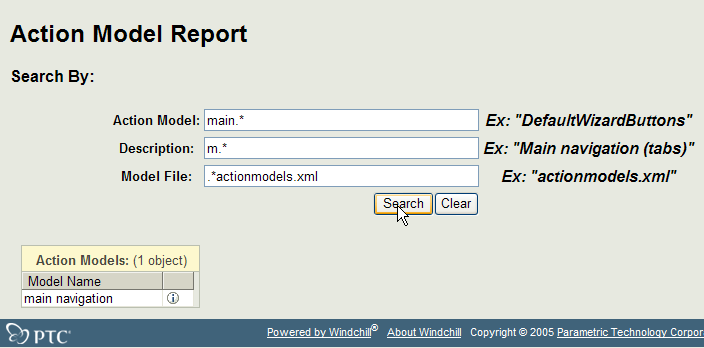 Action Model Report
Search By:
Action Model: main.* Ex: "DefaultWizardButtons"
Description: m.* Ex: "Main navigation (tabs)"
Model File: .*actionmodels.xml Ex: "actionmodels.xml"
Search Clear
Action Models: (1 object)
Model Name
main navigation
PTC Powered by Windchill® About Windchill Copyright © 2005 Parametric Technology Corpor